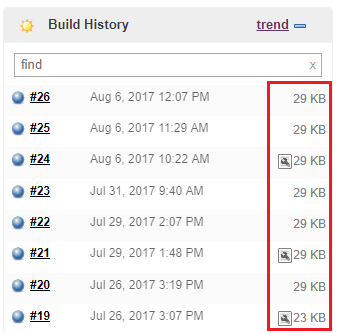 Build History trend
find x
#26 Aug 6, 2017 12:07 PM 29 KB
#25 Aug 6, 2017 11:29 AM 29 KB
#24 Aug 6, 2017 10:22 AM 29 KB
#23 Jul 31, 2017 9:40 AM 29 KB
#22 Jul 29, 2017 2:07 PM 29 KB
#21 Jul 29, 2017 1:48 PM 29 KB
#20 Jul 26, 2017 3:19 PM 29 KB
#19 Jul 26, 2017 3:07 PM 23 KB